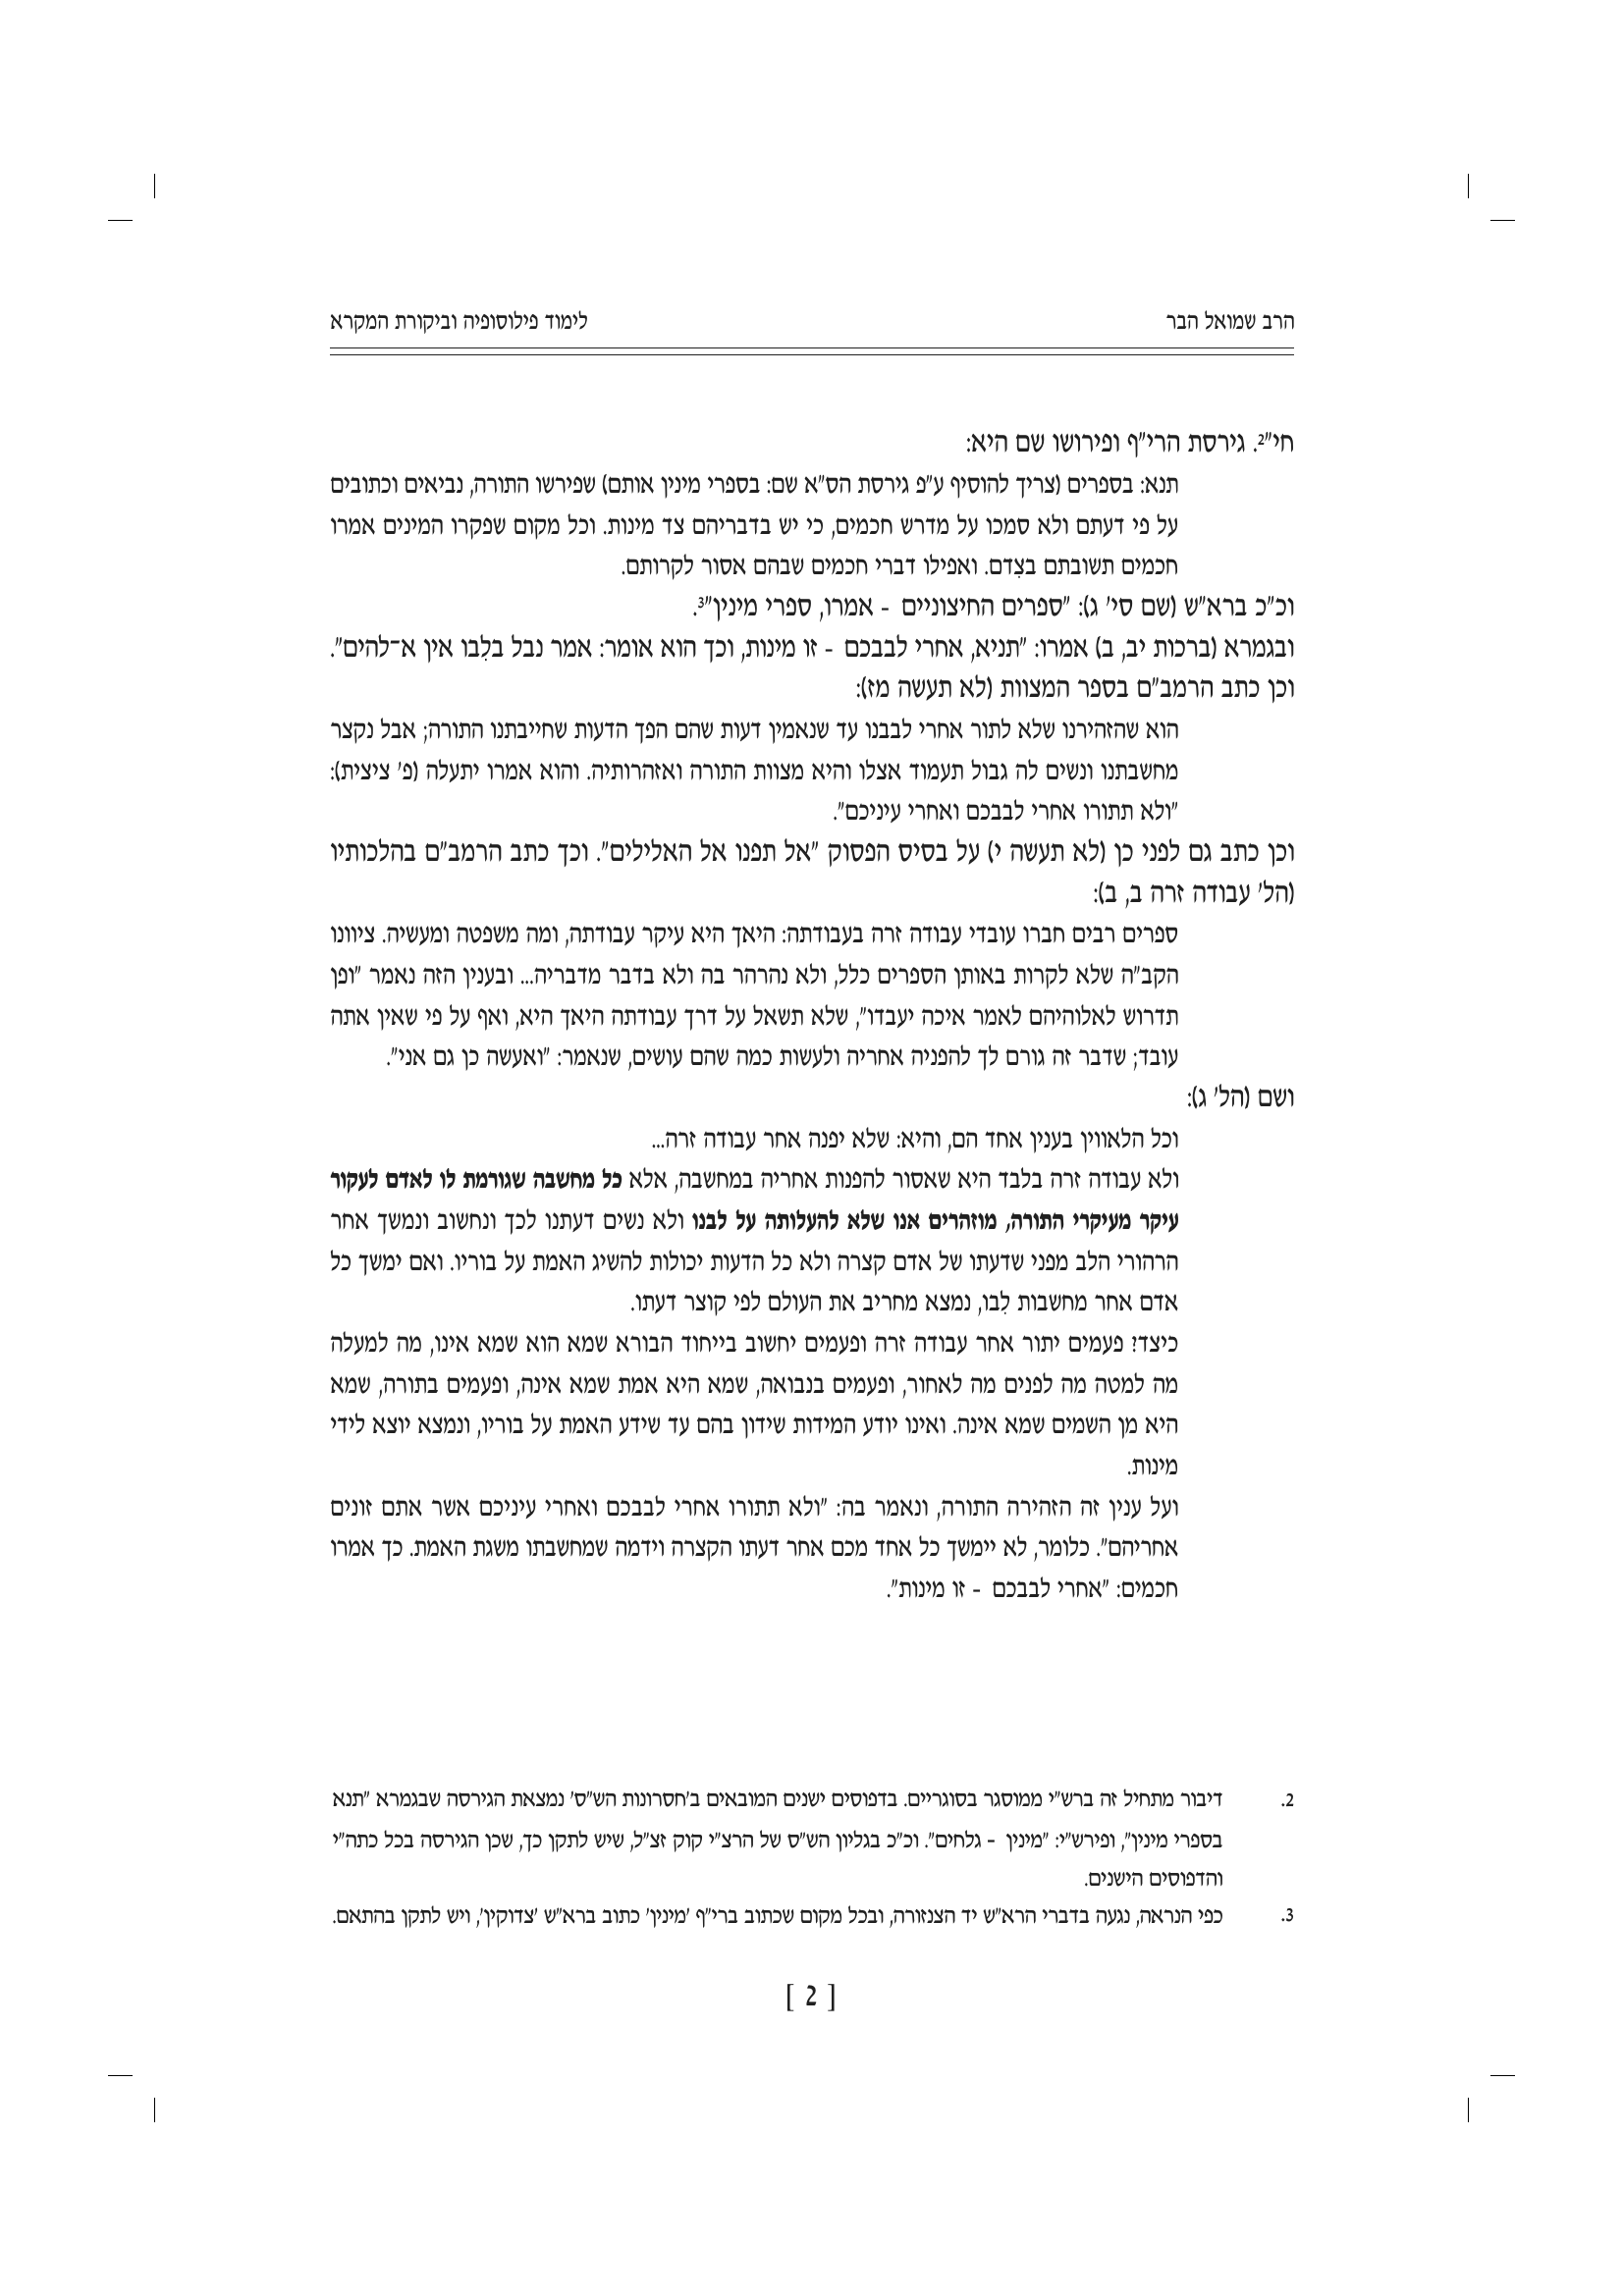 הרב שמואל הבר
לימוד פילוסופיה וביקורת המקרא
חי"2. גירסת הרי"ף ופירושו שם היא:
תנא: בספרים (צריך להוסיף ע"פ גירסת הס"א שם: בספרי מינין אותם) שפירשו התורה, נביאים וכתובים
על פי דעתם ולא סמכו על מדרש חכמים, כי יש בדבריהם צד מינות. וכל מקום שפקרו המינים אמרו
חכמים תשובתם בצִדם. ואפילו דברי חכמים שבהם אסור לקרותם.
וכ"כ ברא"ש (שם סי' ג): "ספרים החיצוניים - אמרו, ספרי מינין"3.
ובגמרא (ברכות יב, ב) אמרו: "תניא, אחרי לבבכם - זו מינות, וכך הוא אומר: אמר נבל בלִבו אין א־להים".
וכן כתב הרמב"ם בספר המצוות (לא תעשה מז):
הוא שהזהירנו שלא לתור אחרי לבבנו עד שנאמין דעות שהם הפך הדעות שחייבתנו התורה; אבל נקצר
מחשבתנו ונשים לה גבול תעמוד אצלו והיא מצוות התורה ואזהרותיה. והוא אמרו יתעלה (פ' ציצית):
"ולא תתורו אחרי לבבכם ואחרי עיניכם".
וכן כתב גם לפני כן (לא תעשה י) על בסיס הפסוק "אל תפנו אל האלילים". וכך כתב הרמב"ם בהלכותיו
(הל' עבודה זרה ב, ב):
ספרים רבים חברו עובדי עבודה זרה בעבודתה: היאך היא עיקר עבודתה, ומה משפטה ומעשיה. ציוונו
הקב"ה שלא לקרות באותן הספרים כלל, ולא נהרהר בה ולא בדבר מדבריה... ובענין הזה נאמר "ופן
תדרוש לאלוהיהם לאמר איכה יעבדו", שלא תשאל על דרך עבודתה היאך היא, ואף על פי שאין אתה
עובד; שדבר זה גורם לך להפניה אחריה ולעשות כמה שהם עושים, שנאמר: "ואעשה כן גם אני".
ושם (הל' ג):
וכל הלאווין בענין אחד הם, והיא: שלא יפנה אחר עבודה זרה...
ולא עבודה זרה בלבד היא שאסור להפנות אחריה במחשבה, אלא כל מחשבה שגורמת לו לאדם לעקור
עיקר מעיקרי התורה, מוזהרים אנו שלא להעלותה על לבנו ולא נשים דעתנו לכך ונחשוב ונמשך אחר
הרהורי הלב מפני שדעתו של אדם קצרה ולא כל הדעות יכולות להשיג האמת על בוריו. ואם ימשך כל
אדם אחר מחשבות לִבו, נמצא מחריב את העולם לפי קוצר דעתו.
כיצד? פעמים יתור אחר עבודה זרה ופעמים יחשוב בייחוד הבורא שמא הוא שמא אינו, מה למעלה
מה למטה מה לפנים מה לאחור, ופעמים בנבואה, שמא היא אמת שמא אינה, ופעמים בתורה, שמא
היא מן השמים שמא אינה. ואינו יודע המידות שידון בהם עד שידע האמת על בוריו, ונמצא יוצא לידי
מינות.
ועל ענין זה הזהירה התורה, ונאמר בה: "ולא תתורו אחרי לבבכם ואחרי עיניכם אשר אתם זונים
אחריהם". כלומר, לא יימשך כל אחד מכם אחר דעתו הקצרה וידמה שמחשבתו משגת האמת. כך אמרו
חכמים: "אחרי לבבכם - זו מינות".
2. דיבור מתחיל זה ברש"י ממוסגר בסוגריים. בדפוסים ישנים המובאים ב'חסרונות הש"ס' נמצאת הגירסה שבגמרא "תנא
בספרי מינין", ופירש"י: "מינין - גלחים". וכ"כ בגליון הש"ס של הרצ"י קוק זצ"ל, שיש לתקן כך, שכן הגירסה בכל כתה"י
והדפוסים הישנים.
3. כפי הנראה, נגעה בדברי הרא"ש יד הצנזורה, ובכל מקום שכתוב ברי"ף 'מינין' כתוב ברא"ש 'צדוקין', ויש לתקן בהתאם.
[ 2 ]